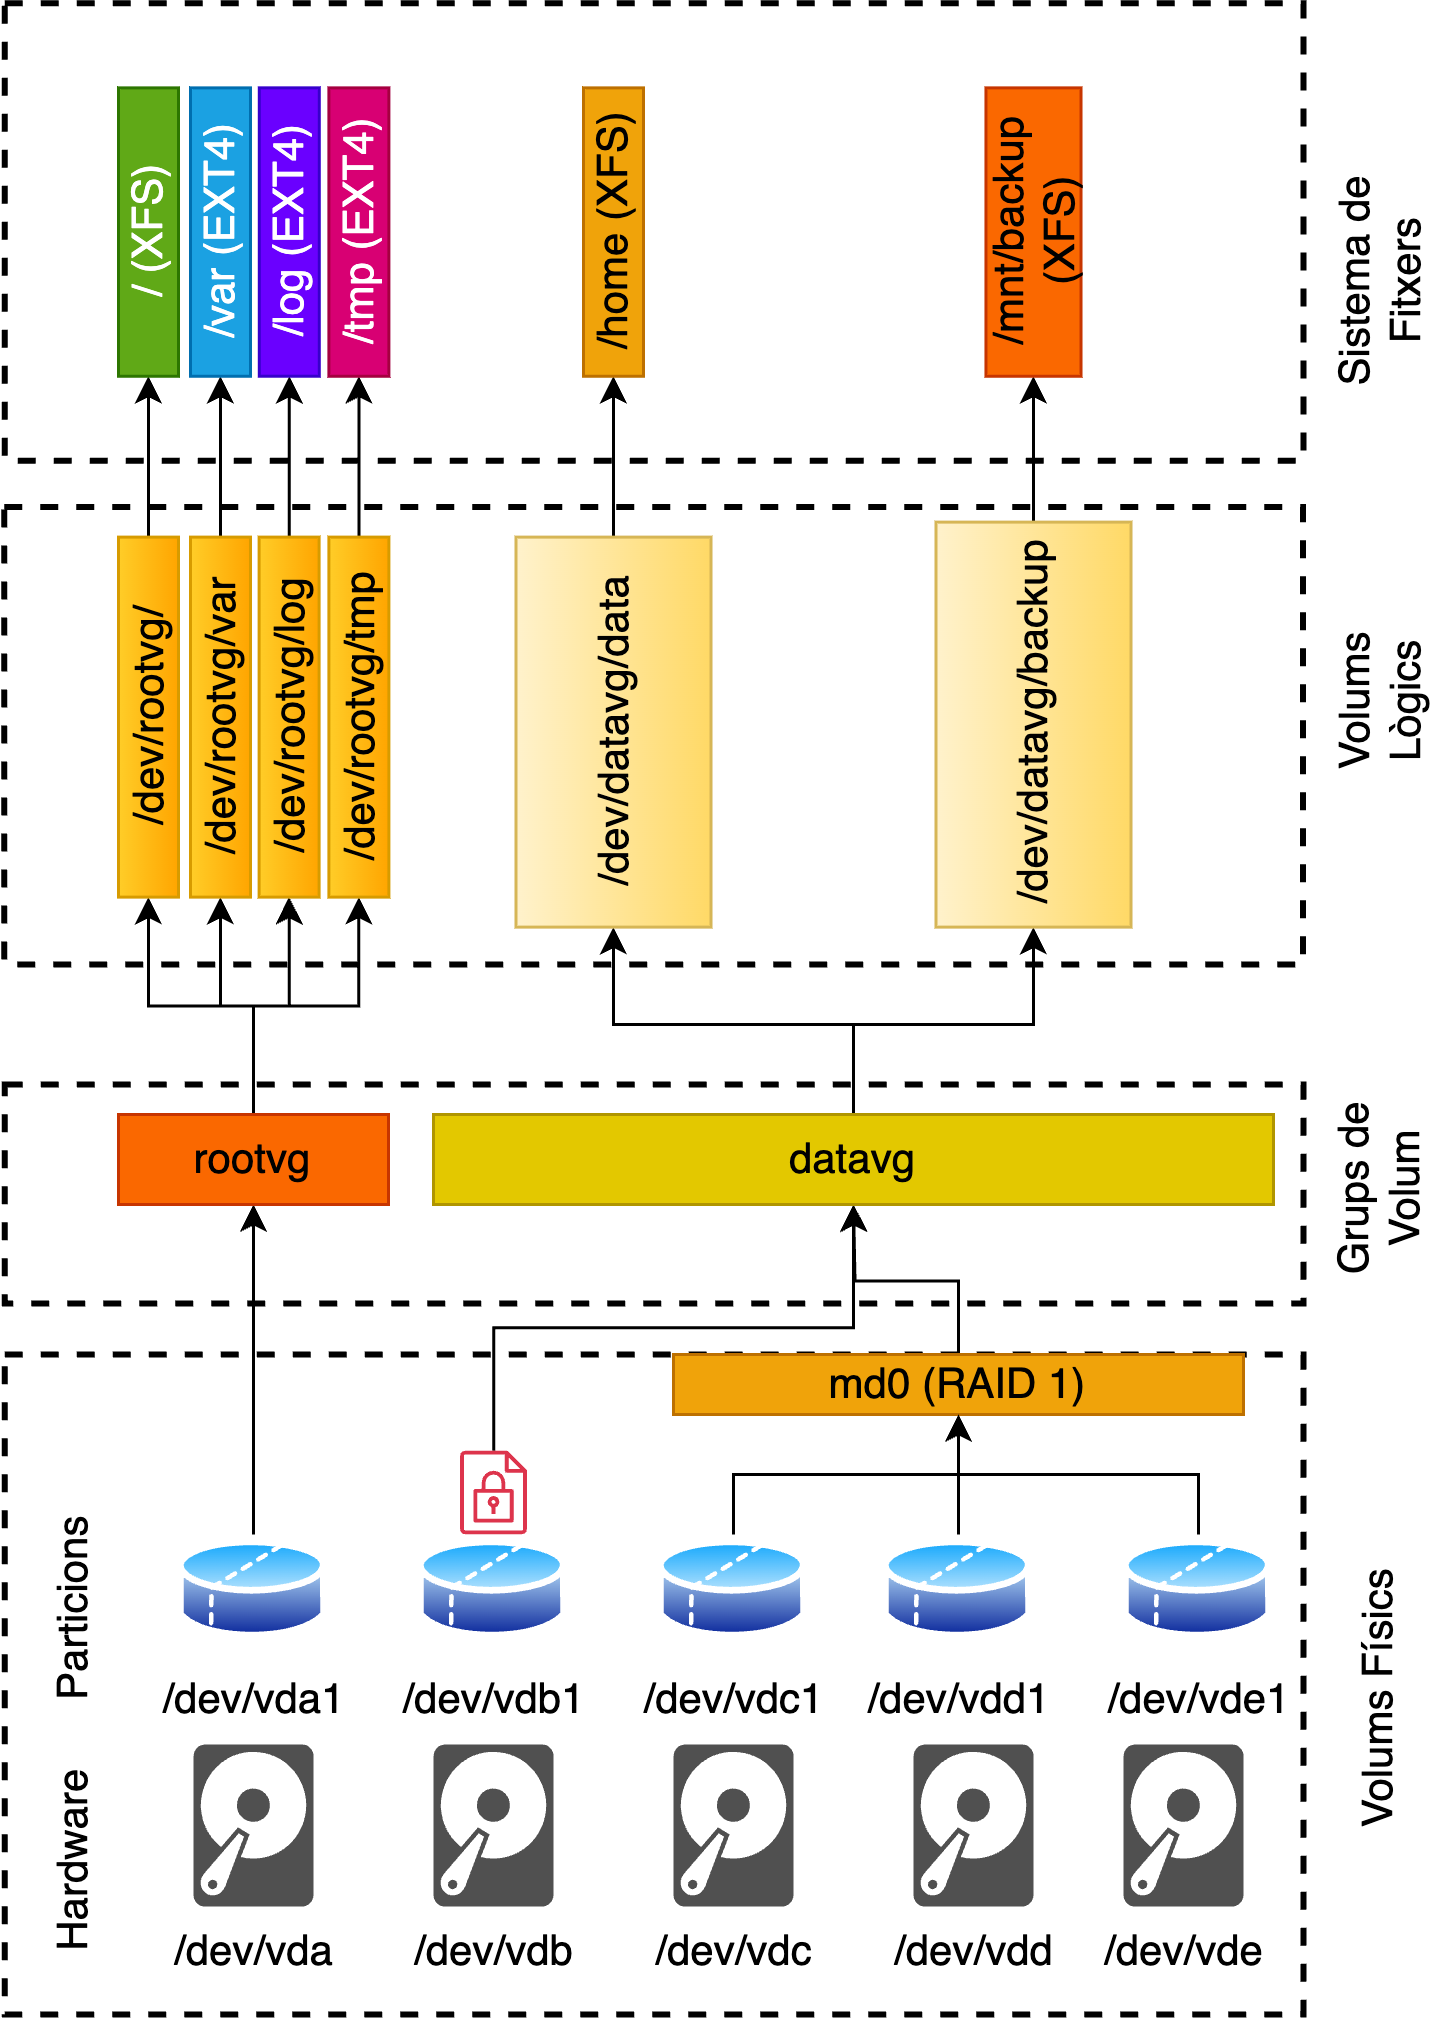 / (XFS)
/var (EXT4)
/log (EXT4)
/tmp (EXT4)
/home (XFS)
/mnt/backup
(XFS)
Sistema de
Fitxers
/dev/rootvg/
/dev/rootvg/var
/dev/rootvg/log
/dev/rootvg/tmp
/dev/datavg/data
/dev/datavg/backup
Volums
Lògics
rootvg
datavg
Grups de
Volum
md0 (RAID 1)
Particions
/dev/vda1
/dev/vdb1
/dev/vdc1
/dev/vdd1
/dev/vde1
Volums Físics
Hardware
/dev/vda
/dev/vdb
/dev/vdc
/dev/vdd
/dev/vde